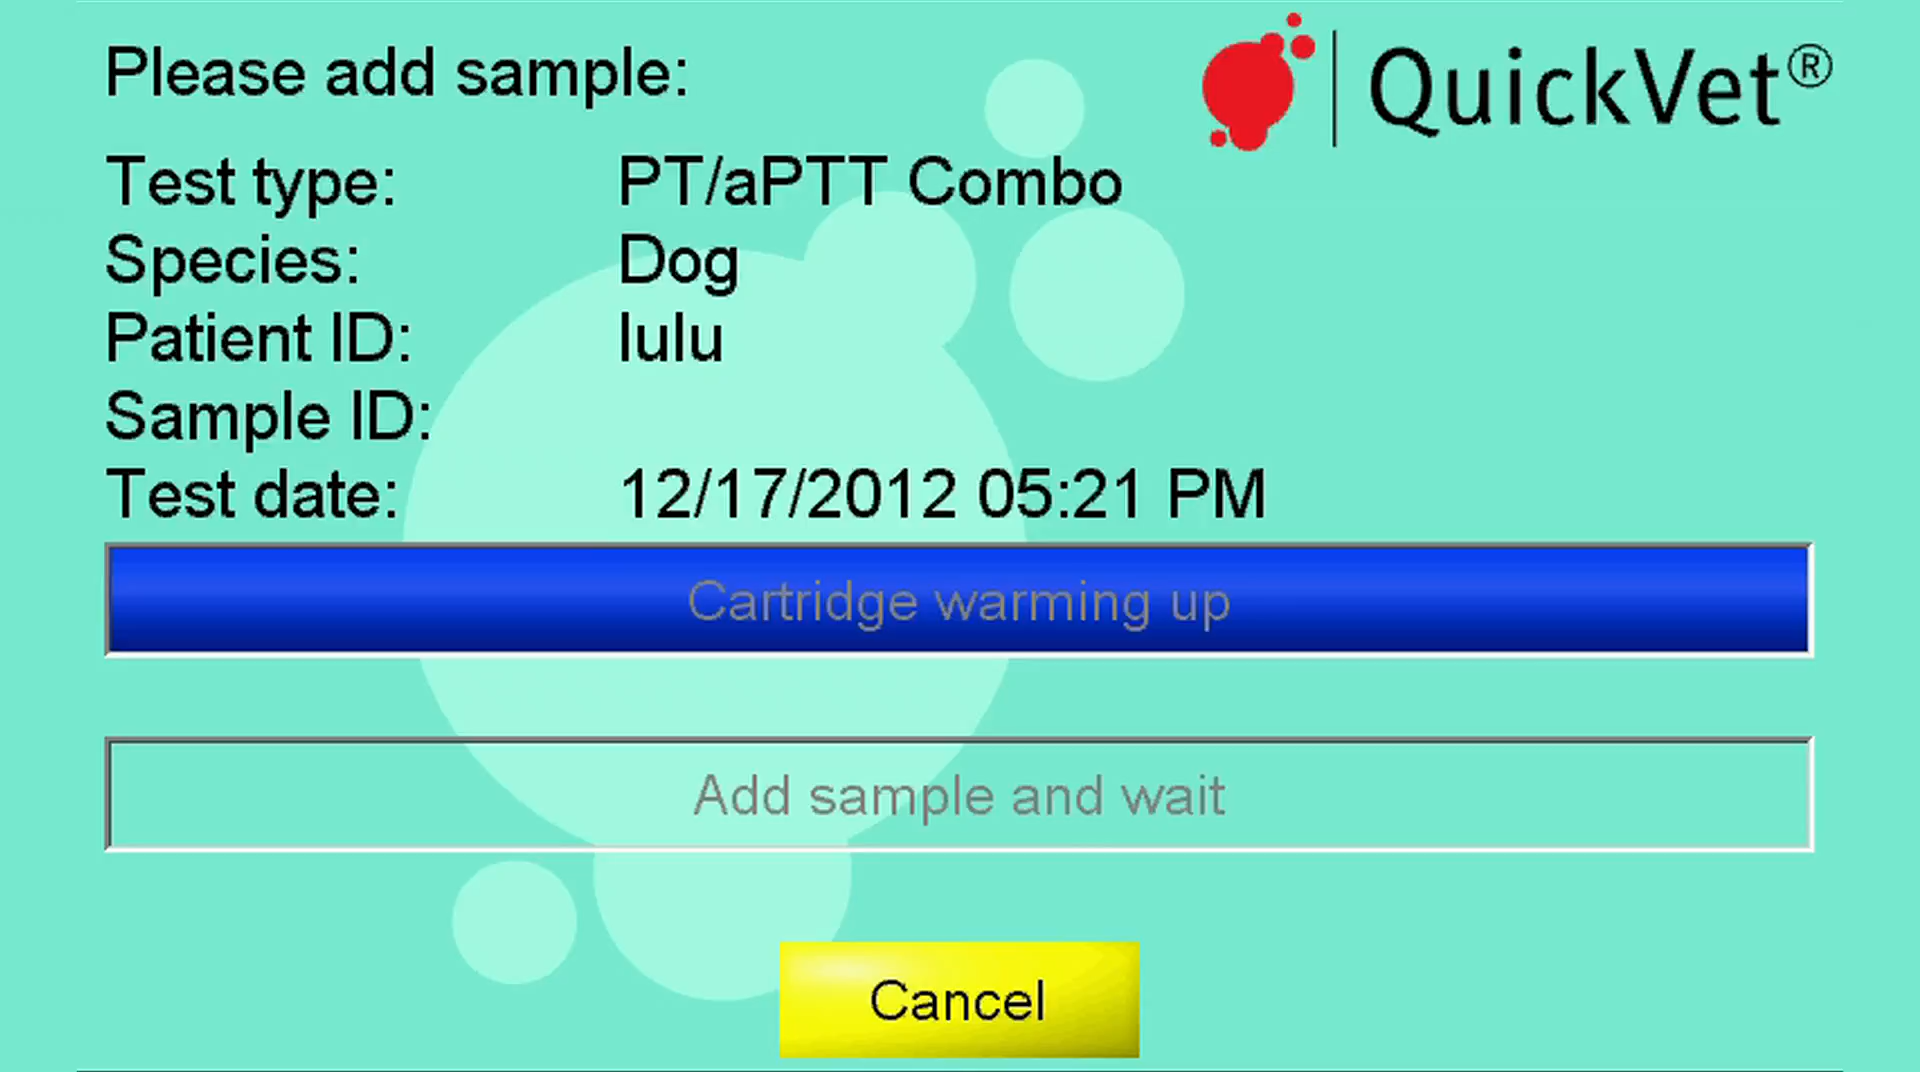 Please add sample:
QuickVet®
Test type: PT/aPTT Combo
Species: Dog
Patient ID: lulu
Sample ID:
Test date: 12/17/2012 05:21 PM
Cartridge warming up
Add sample and wait
Cancel